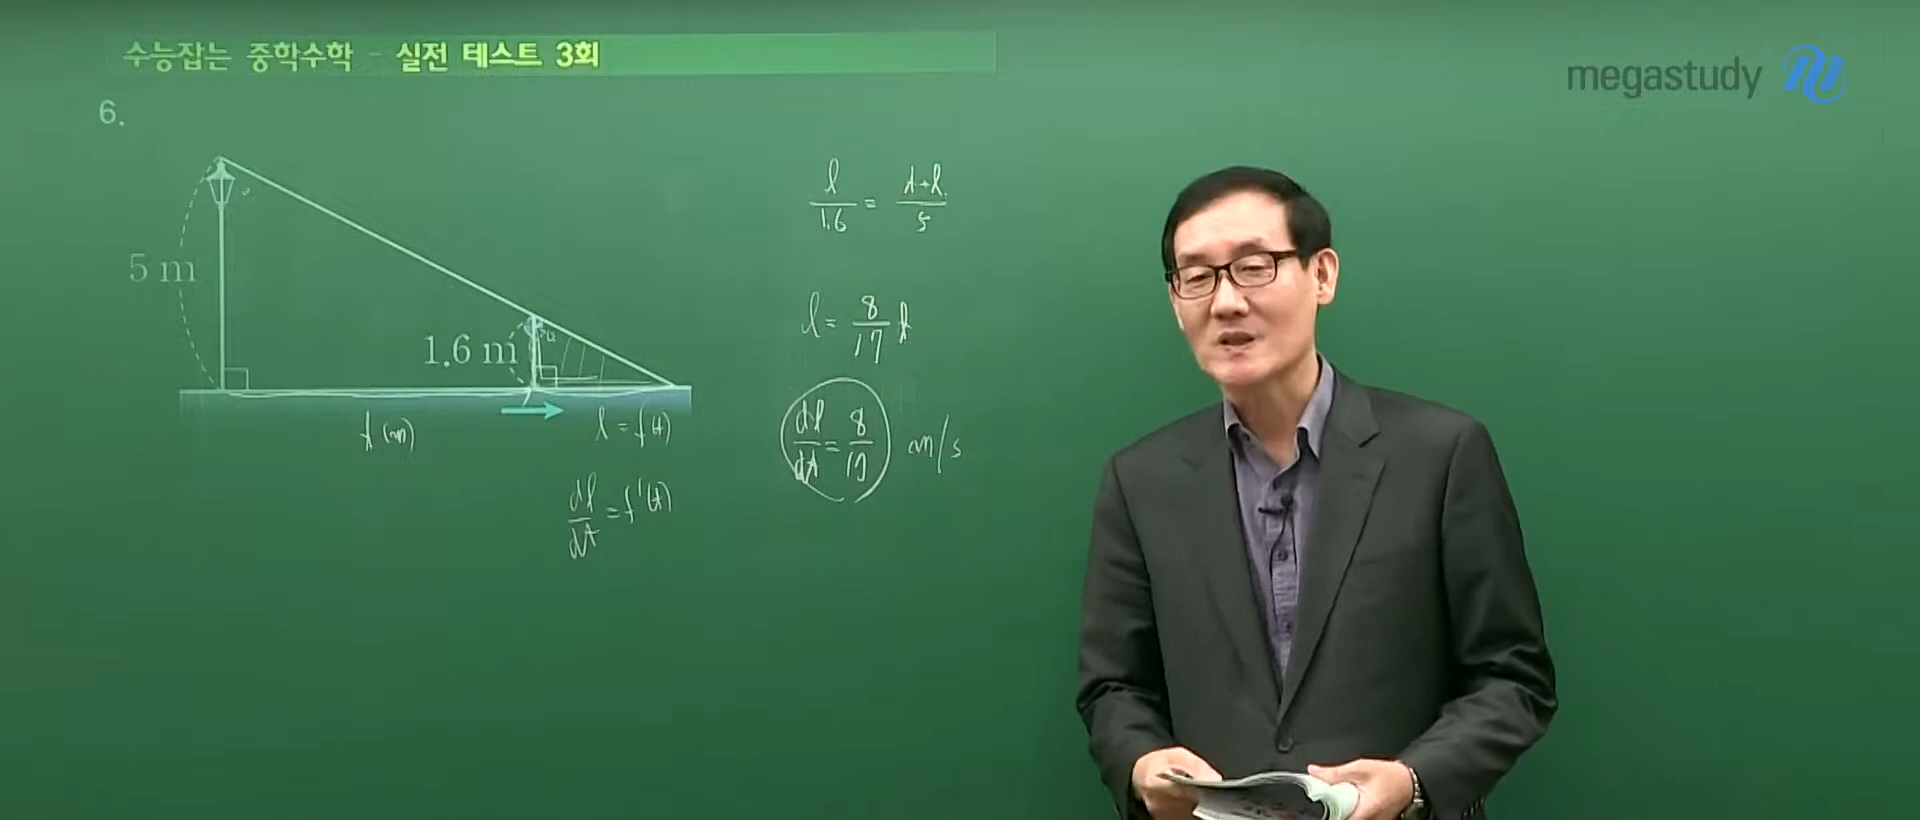 수능잡는 중학수학 - 실전 테스트 3회
megastudy
6.
5 m
1.6 m
t (m)
l = f(t)
dl/dt = f'(t)
l/1.6 = t+l/5
l = 8/17 t
dl/dt = 8/17 m/s